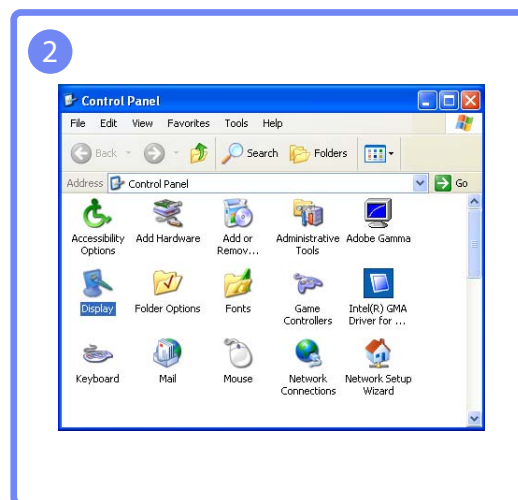 2
Control Panel
File Edit View Favorites Tools Help
Back Search Folders
Address Control Panel Go
Accessibility Options
Add Hardware
Add or Remov...
Administrative Tools
Adobe Gamma
Display
Folder Options
Fonts
Game Controllers
Intel(R) GMA Driver for ...
Keyboard
Mail
Mouse
Network Connections
Network Setup Wizard